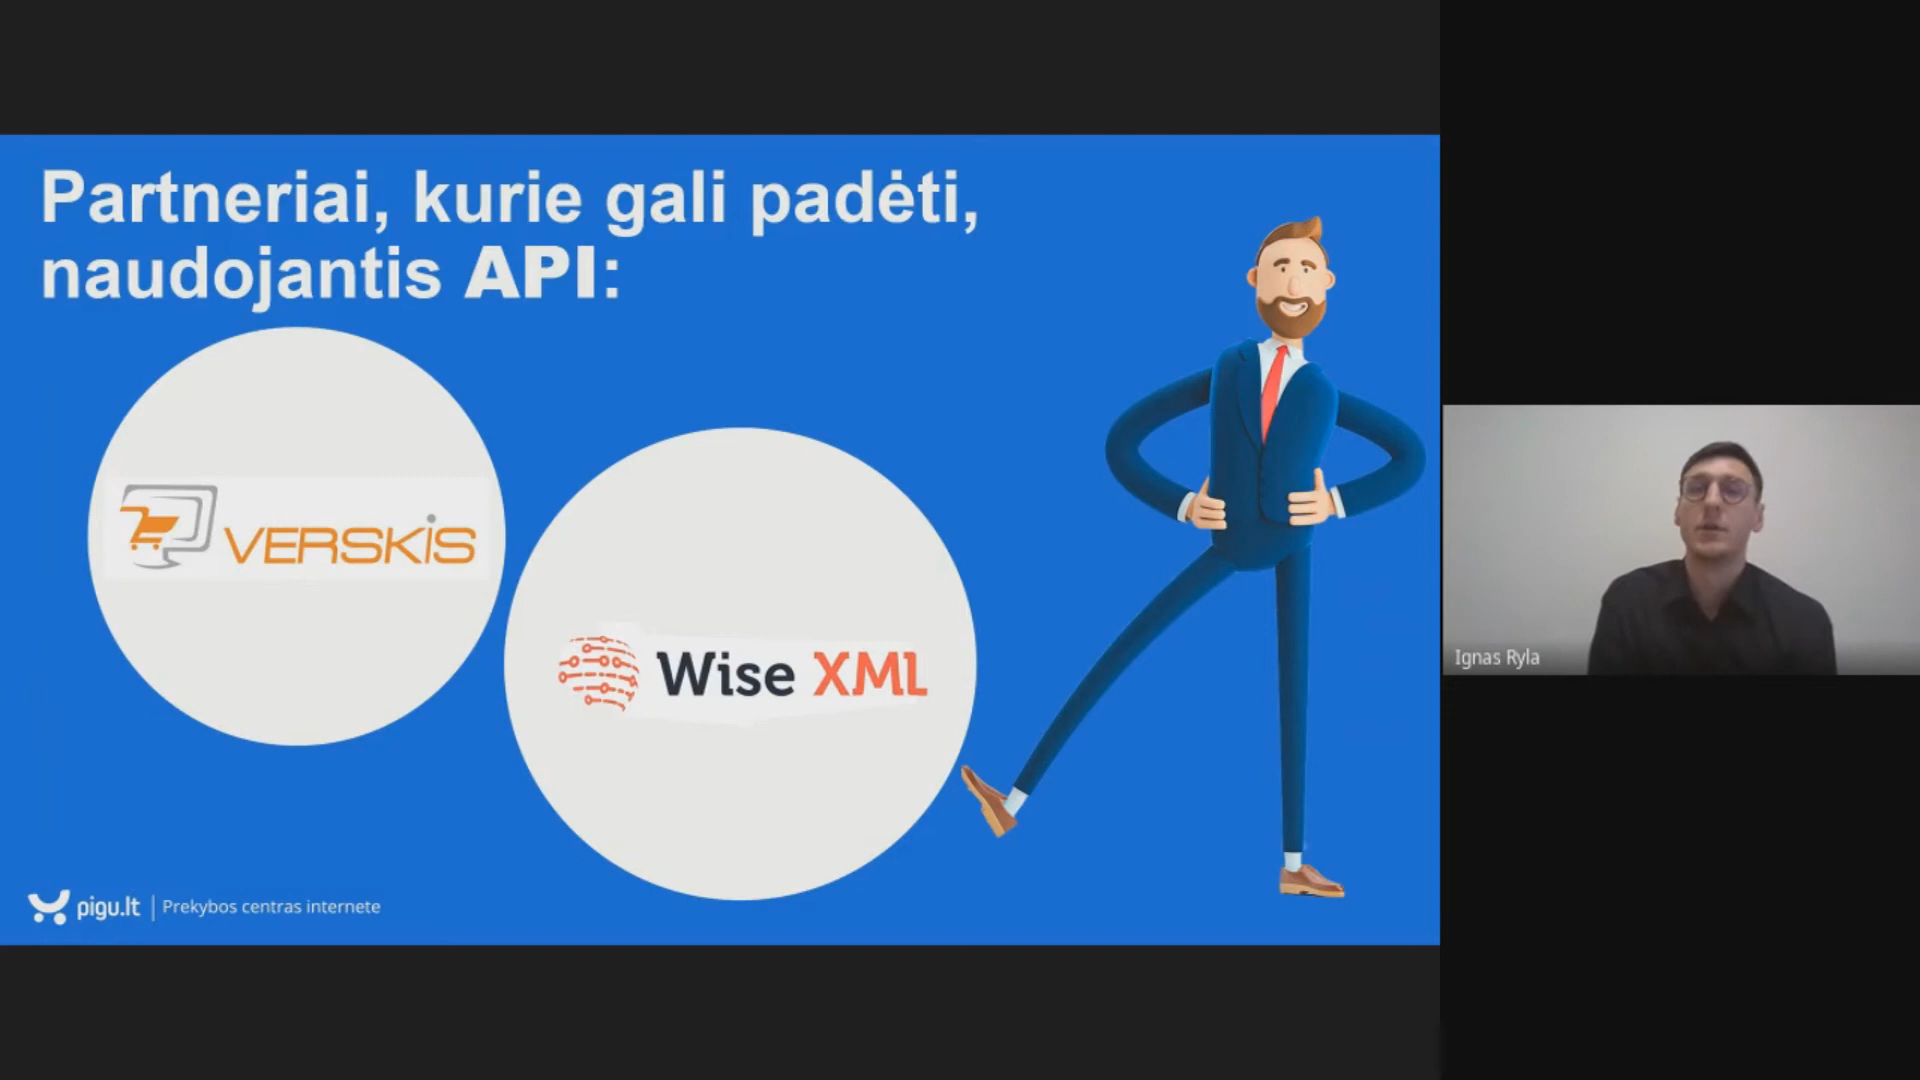 Partneriai, kurie gali padėti,
naudojantis API:
VERSKiS
Wise XML
pigu.lt | Prekybos centras internete
Ignas Ryla